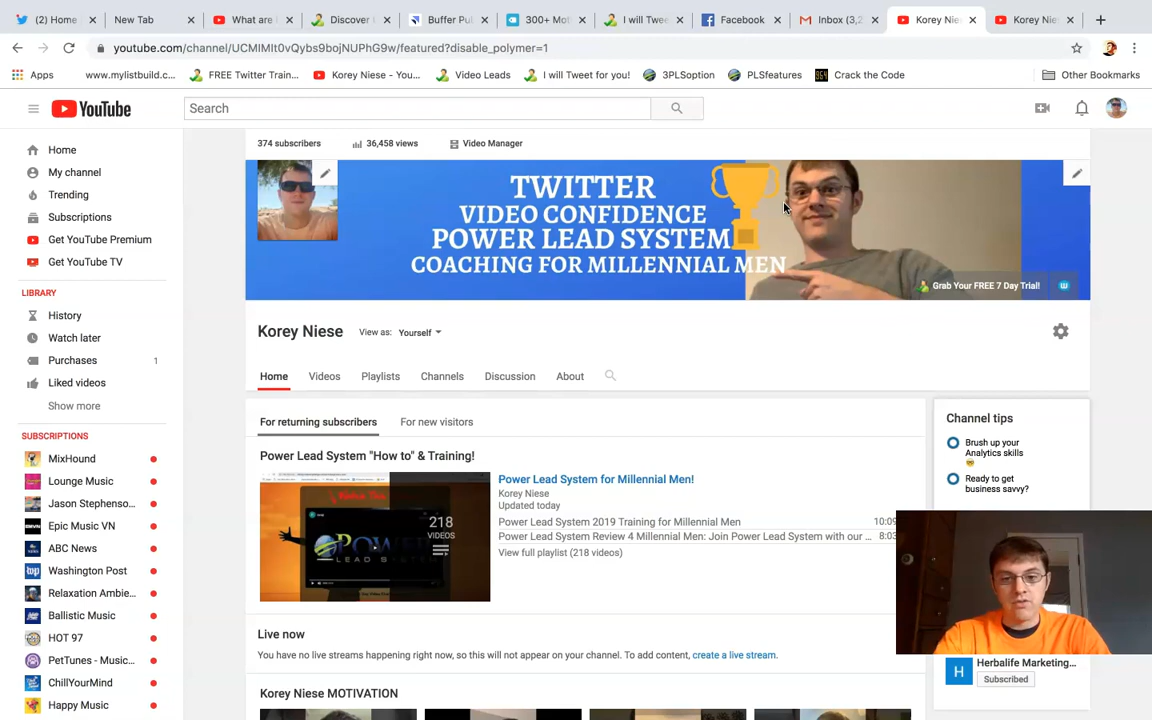 (2) Home
New Tab
What are
Discover
Buffer Pu
300+ Mot
I will Twee
Facebook
Inbox (3,2
Korey Nie
Korey Nie
youtube.com/channel/UCMIMIt0vQybs9bojNUPhG9w/featured?disable_polymer=1
Apps
www.mylistbuild.c...
FREE Twitter Train...
Korey Niese - You...
Video Leads
I will Tweet for you!
3PLSoption
PLSfeatures
Crack the Code
Other Bookmarks
YouTube
Search
374 subscribers
36,458 views
Video Manager
TWITTER
VIDEO CONFIDENCE
POWER LEAD SYSTEM
COACHING FOR MILLENNIAL MEN
Grab Your FREE 7 Day Trial!
Korey Niese
View as: Yourself
Home
Videos
Playlists
Channels
Discussion
About
For returning subscribers
For new visitors
Power Lead System "How to" & Training!
218
VIDEOS
POWER
LEAD SYSTEM
Power Lead System for Millennial Men!
Korey Niese
Updated today
Power Lead System 2019 Training for Millennial Men
10:09
Power Lead System Review 4 Millennial Men: Join Power Lead System with our ...
8:03
View full playlist (218 videos)
Live now
You have no live streams happening right now, so this will not appear on your channel. To add content, create a live stream.
Korey Niese MOTIVATION
Channel tips
Brush up your
Analytics skills
Ready to get
business savvy?
Herbalife Marketing...
Subscribed
Home
My channel
Trending
Subscriptions
Get YouTube Premium
Get YouTube TV
LIBRARY
History
Watch later
Purchases
1
Liked videos
Show more
SUBSCRIPTIONS
MixHound
Lounge Music
Jason Stephenso...
Epic Music VN
ABC News
Washington Post
Relaxation Ambie...
Ballistic Music
HOT 97
PetTunes - Music...
ChillYourMind
Happy Music